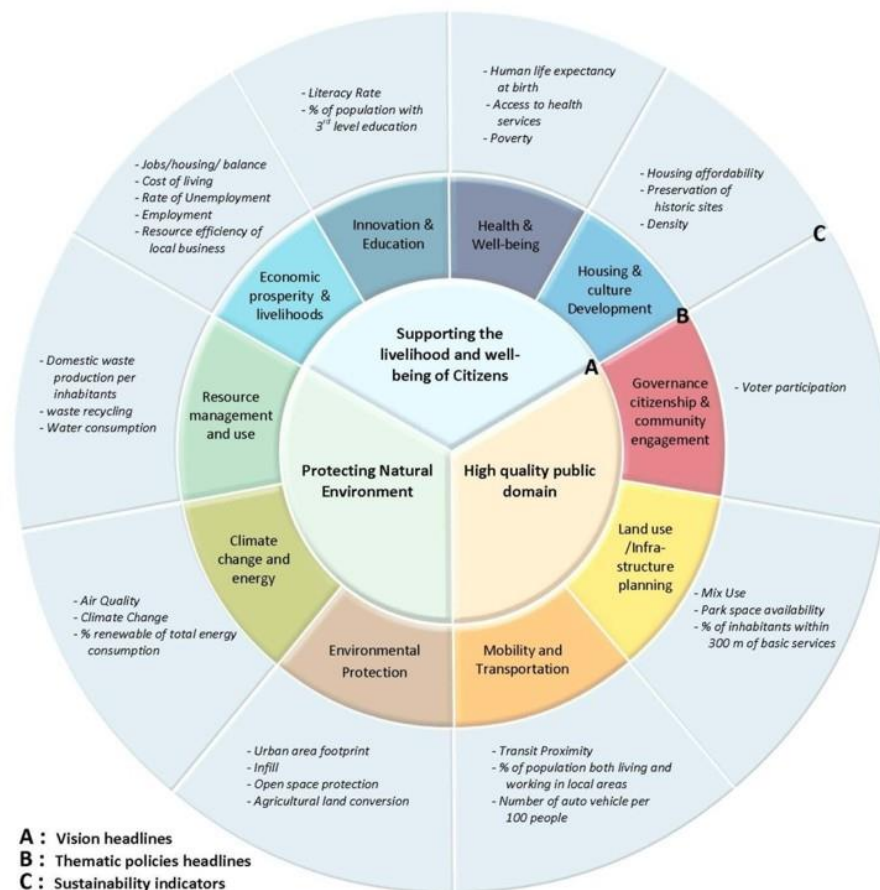 - Literacy Rate
- % of population with
3rd level education
- Human life expectancy
at birth
- Access to health
services
- Poverty
- Jobs/housing/ balance
- Cost of living
- Rate of Unemployment
- Employment
- Resource efficiency of
local business
- Housing affordability
- Preservation of
historic sites
- Density
C
Innovation &
Education
Health &
Well-being
Economic
prosperity &
livelihoods
Housing &
culture
Development
B
Supporting the
livelihood and well-
being of Citizens
A
- Domestic waste
production per
inhabitants
- waste recycling
- Water consumption
Resource
management
and use
Governance
citizenship &
community
engagement
- Voter participation
Protecting Natural
Environment
High quality public
domain
Climate
change and
energy
Land use
/Infra-
structure
planning
- Air Quality
- Climate Change
- % renewable of total energy
consumption
- Mix Use
- Park space availability
- % of inhabitants within
300 m of basic services
Environmental
Protection
Mobility and
Transportation
- Urban area footprint
- Infill
- Open space protection
- Agricultural land conversion
- Transit Proximity
- % of population both living and
working in local areas
- Number of auto vehicle per
100 people
A : Vision headlines
B : Thematic policies headlines
C : Sustainability indicators